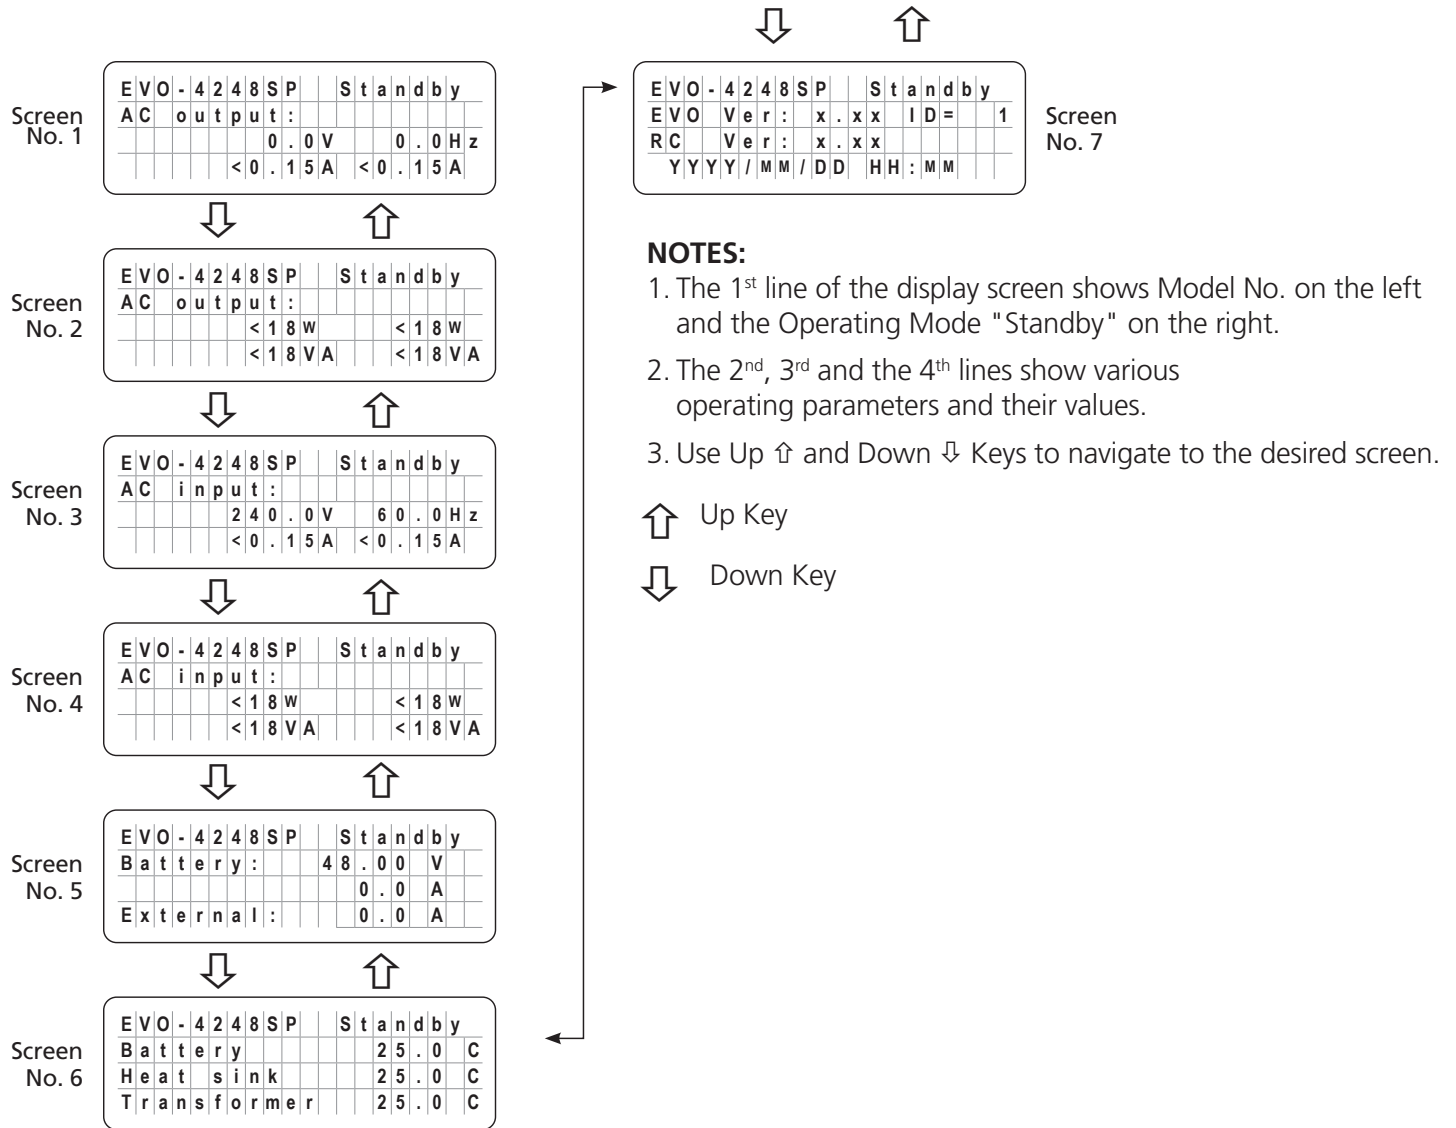 Screen No. 1
EVO-4248SP Standby
AC output:
0.0V 0.0Hz
<0.15A <0.15A
Screen No. 2
EVO-4248SP Standby
AC output:
<18W <18W
<18VA <18VA
Screen No. 3
EVO-4248SP Standby
AC input:
240.0V 60.0Hz
<0.15A <0.15A
Screen No. 4
EVO-4248SP Standby
AC input:
<18W <18W
<18VA <18VA
Screen No. 5
EVO-4248SP Standby
Battery: 48.00 V
0.0 A
External: 0.0 A
Screen No. 6
EVO-4248SP Standby
Battery 25.0 C
Heat sink 25.0 C
Transformer 25.0 C
EVO-4248SP Standby
EVO Ver: x.xx ID= 1
RC Ver: x.xx
YYYY/MM/DD HH:MM
Screen No. 7
NOTES:
1. The 1st line of the display screen shows Model No. on the left
and the Operating Mode "Standby" on the right.
2. The 2nd, 3rd and the 4th lines show various
operating parameters and their values.
3. Use Up ⇧ and Down ⇩ Keys to navigate to the desired screen.
⇧ Up Key
⇩ Down Key